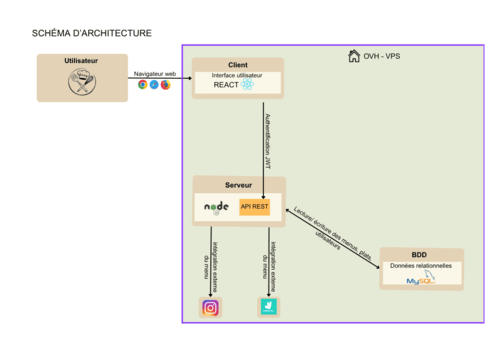 SCHÉMA D'ARCHITECTURE
OVH - VPS
Utilisateur
Navigateur web
Client
Interface utilisateur
REACT
Authentification JWT
Serveur
node
API REST
Lecture/ écriture des menus, plats,
utilisateurs
BDD
Données relationnelles
MySQL
Intégration externe
du menu
Intégration externe
du menu